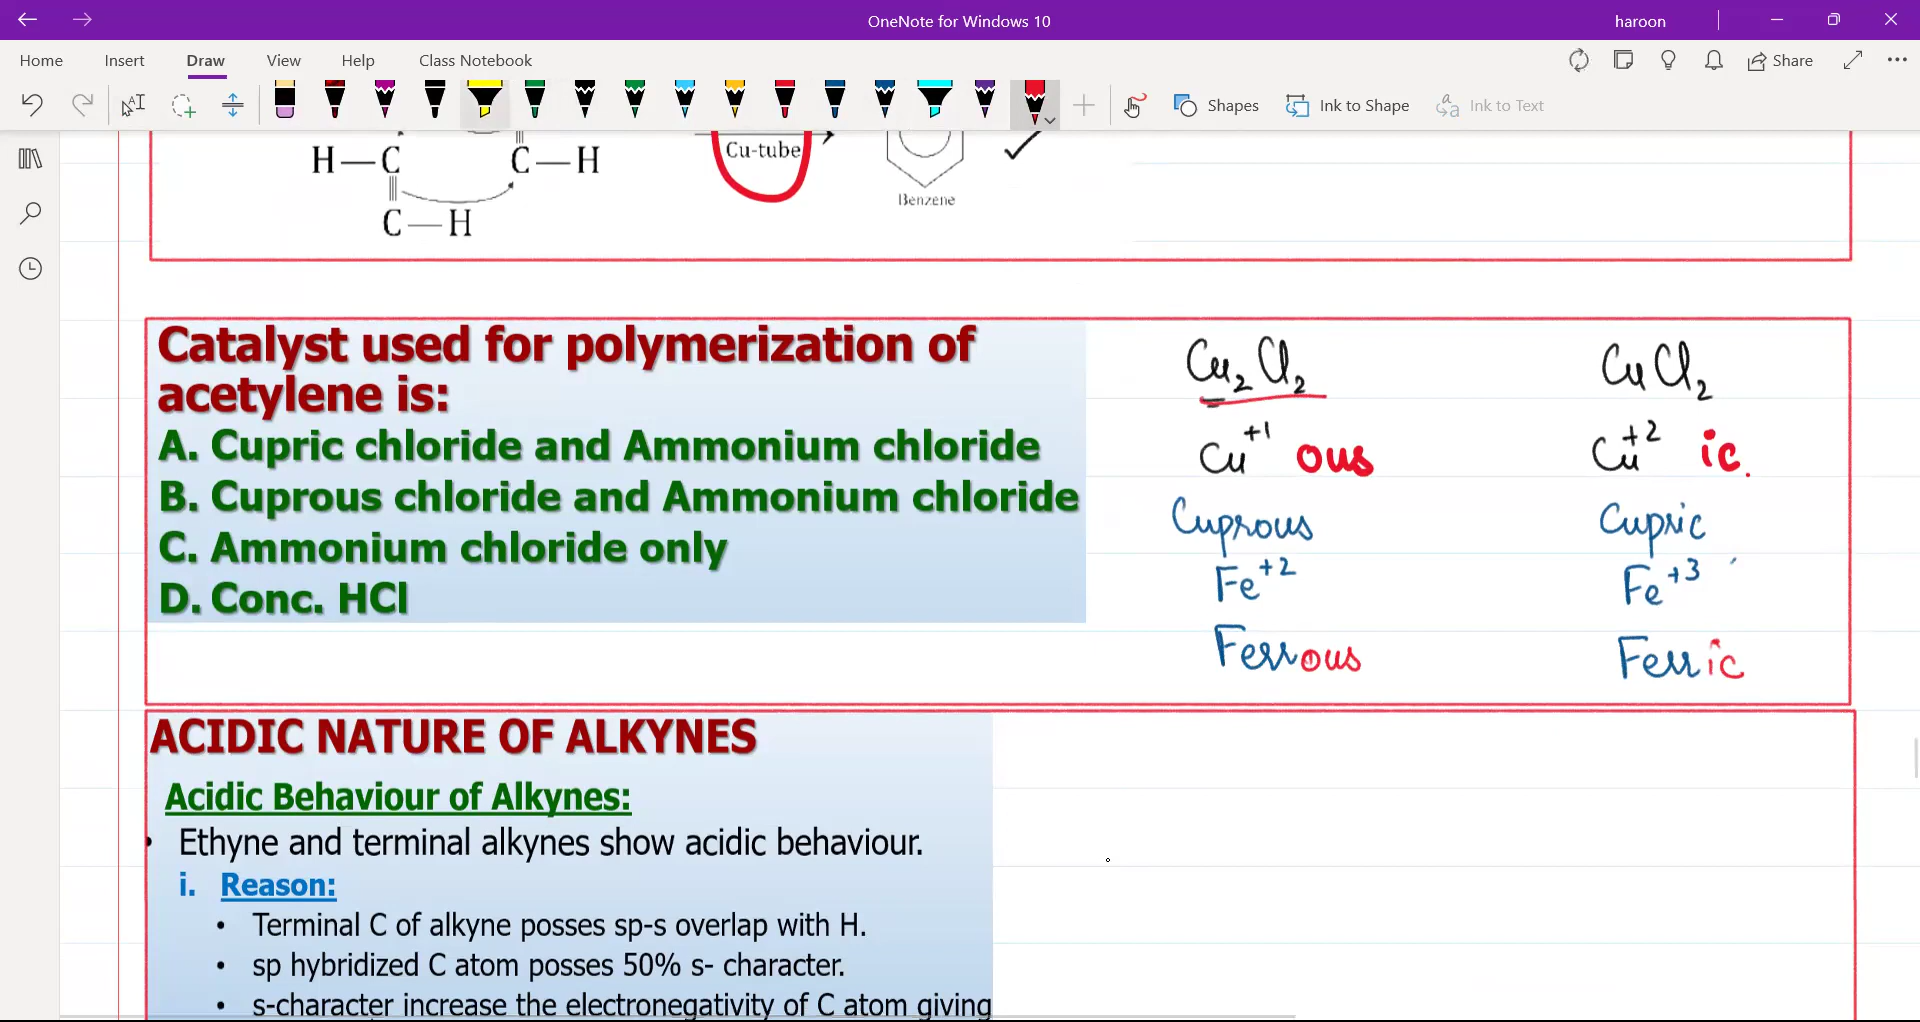 OneNote for Windows 10
haroon
Home Insert Draw View Help Class Notebook
Share
Shapes Ink to Shape Ink to Text
H—C C—H
C—H
Cu-tube
Benzene
Catalyst used for polymerization of
acetylene is:
A. Cupric chloride and Ammonium chloride
B. Cuprous chloride and Ammonium chloride
C. Ammonium chloride only
D. Conc. HCl
Cu₂Cl₂ CuCl₂
Cu⁺¹ ous Cu⁺² ic.
Cuprous Cupric
Fe⁺² Fe⁺³
Ferrous Ferric
ACIDIC NATURE OF ALKYNES
Acidic Behaviour of Alkynes:
• Ethyne and terminal alkynes show acidic behaviour.
i. Reason:
• Terminal C of alkyne posses sp-s overlap with H.
• sp hybridized C atom posses 50% s- character.
• s-character increase the electronegativity of C atom giving